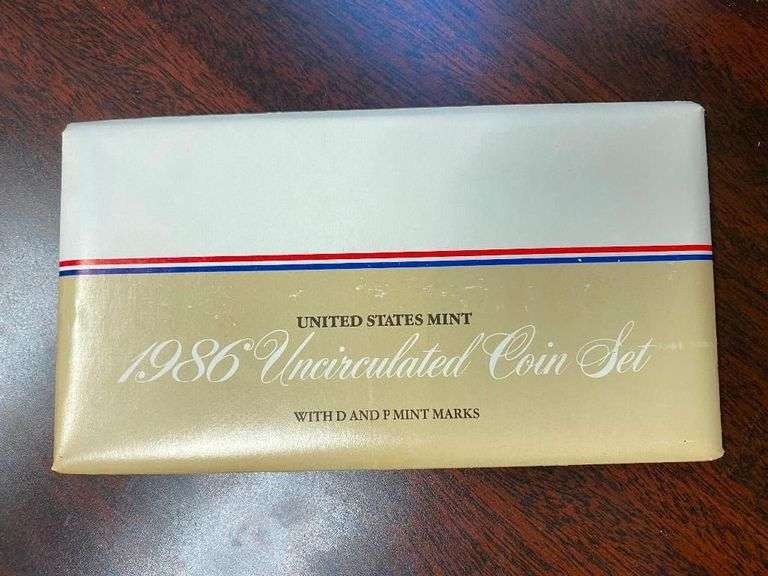 UNITED STATES MINT
1986 Uncirculated Coin Set
WITH D AND P MINT MARKS